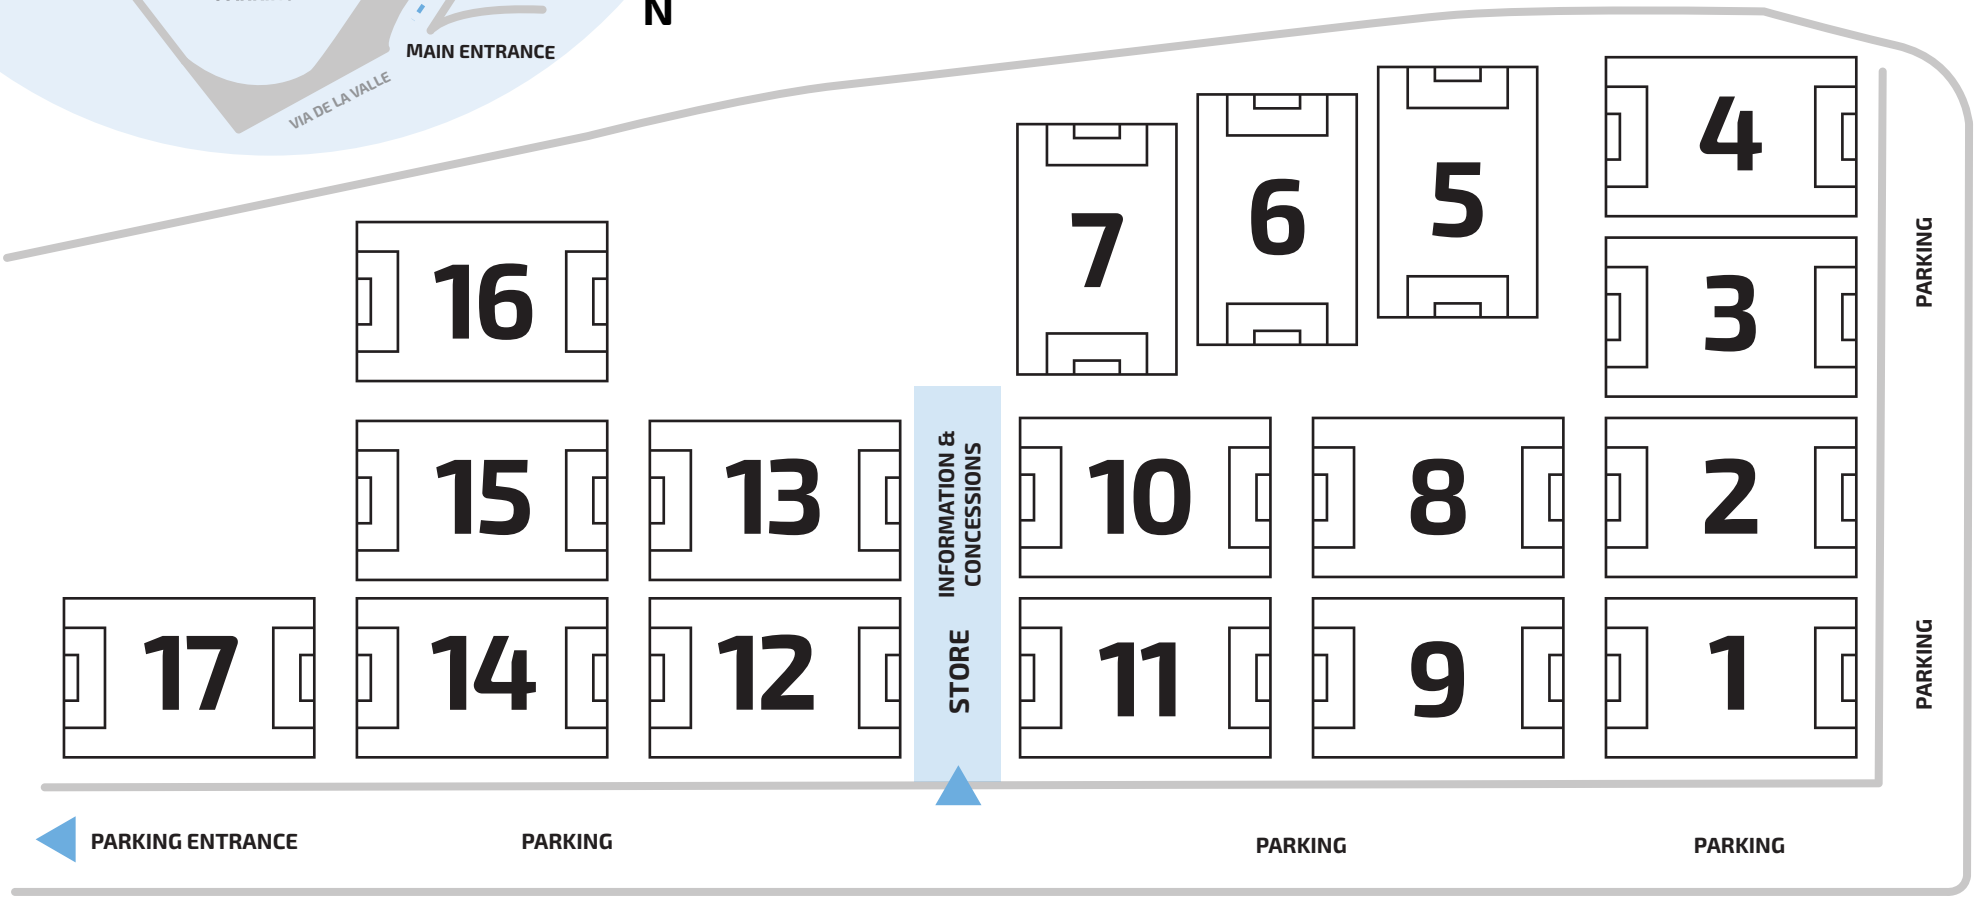 N
MAIN ENTRANCE
VIA DE LA VALLE
4
5
6
7
3
16
PARKING
15
13
INFORMATION &
CONCESSIONS
10
8
2
17
14
12
STORE
11
9
1
PARKING
PARKING ENTRANCE
PARKING
PARKING
PARKING